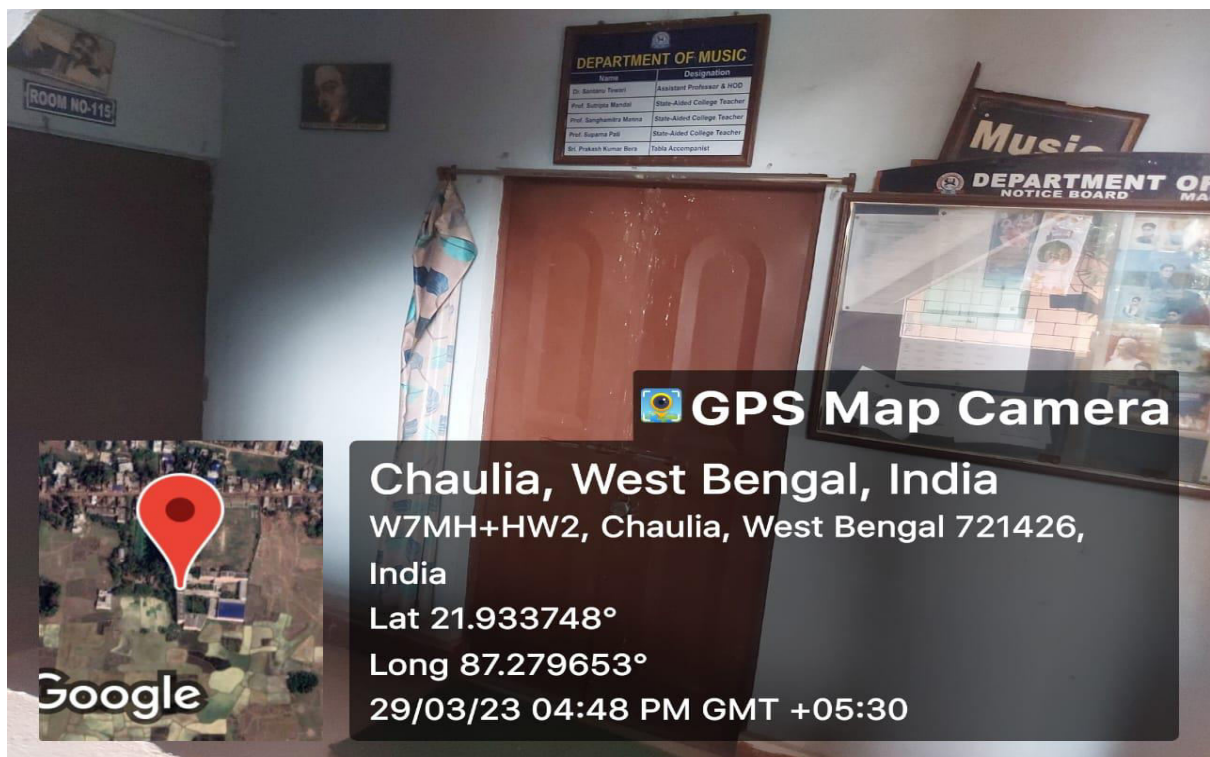 ROOM NO-115
DEPARTMENT OF MUSIC
Name Designation
Dr. Santanu Tewari Assistant Professor & HOD
Prof. Sutripta Mandal State-Aided College Teacher
Prof. Sanghamitra Manna State-Aided College Teacher
Prof. Suparna Pati State-Aided College Teacher
Sri. Prakash Kumar Bera Tabla Accompanist
Music
DEPARTMENT OF
NOTICE BOARD
GPS Map Camera
Chaulia, West Bengal, India
W7MH+HW2, Chaulia, West Bengal 721426,
India
Lat 21.933748°
Long 87.279653°
29/03/23 04:48 PM GMT +05:30
Google